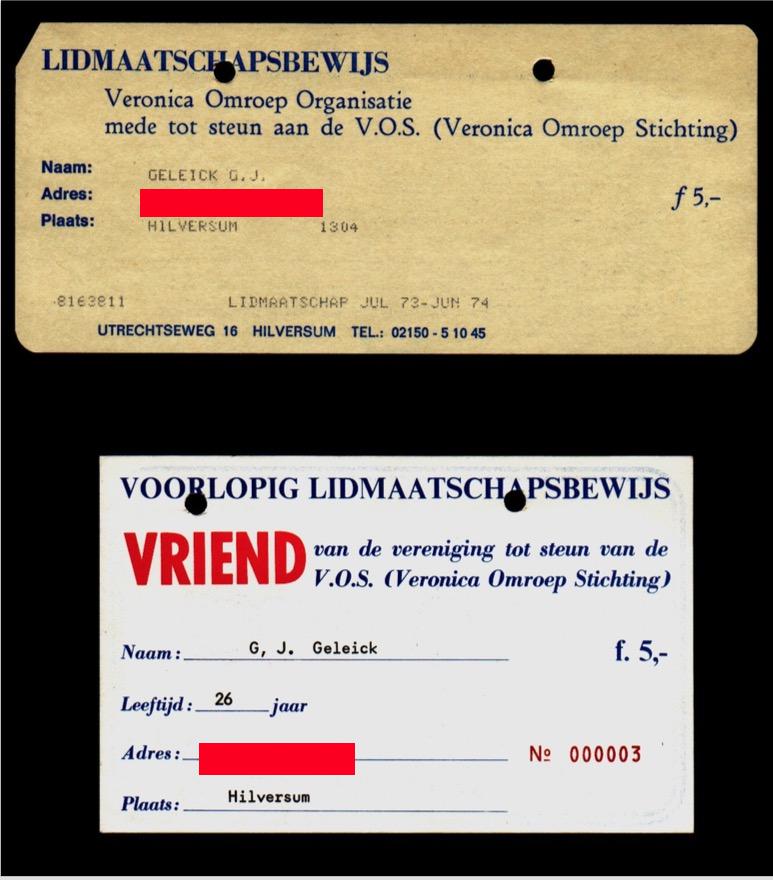 LIDMAATSCHAPSBEWIJS
Veronica Omroep Organisatie
mede tot steun aan de V.O.S. (Veronica Omroep Stichting)
Naam: GELEICK G.J.
Adres: f 5,-
Plaats: HILVERSUM 1304
8163811 LIDMAATSCHAP JUL 73-JUN 74
UTRECHTSEWEG 16 HILVERSUM TEL.: 02150 - 5 10 45
VOORLOPIG LIDMAATSCHAPSBEWIJS
VRIEND van de vereniging tot steun van de
V.O.S. (Veronica Omroep Stichting)
Naam: G, J. Geleick f. 5,-
Leeftijd: 26 jaar
Adres: Nº 000003
Plaats: Hilversum